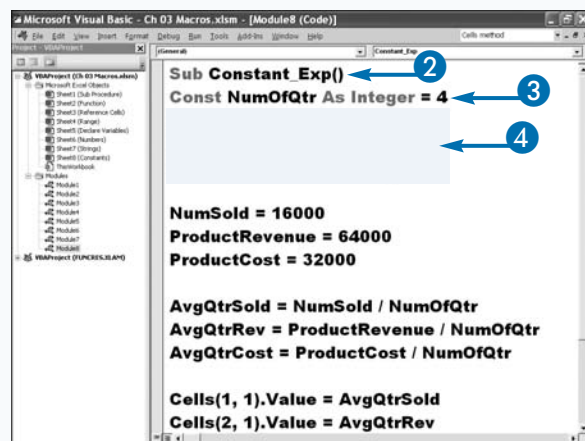 Microsoft Visual Basic - Ch 03 Macros.xlsm - [Module8 (Code)]
File Edit View Insert Format Debug Run Tools Add-Ins Window Help
Cells method
Project - VBAProject
(General)
Constant_Exp
VBAProject (Ch 03 Macros.xlsm)
Microsoft Excel Objects
Sheet1 (Sub Procedure)
Sheet2 (Function)
Sheet3 (Reference Cells)
Sheet4 (Range)
Sheet5 (Declare Variables)
Sheet6 (Numbers)
Sheet7 (Strings)
Sheet8 (Constants)
ThisWorkbook
Modules
Module1
Module2
Module3
Module4
Module5
Module6
Module7
Module8
VBAProject (FUNCRES.XLAM)
Sub Constant_Exp() 2
Const NumOfQtr As Integer = 4 3
4
NumSold = 16000
ProductRevenue = 64000
ProductCost = 32000
AvgQtrSold = NumSold / NumOfQtr
AvgQtrRev = ProductRevenue / NumOfQtr
AvgQtrCost = ProductCost / NumOfQtr
Cells(1, 1).Value = AvgQtrSold
Cells(2, 1).Value = AvgQtrRev